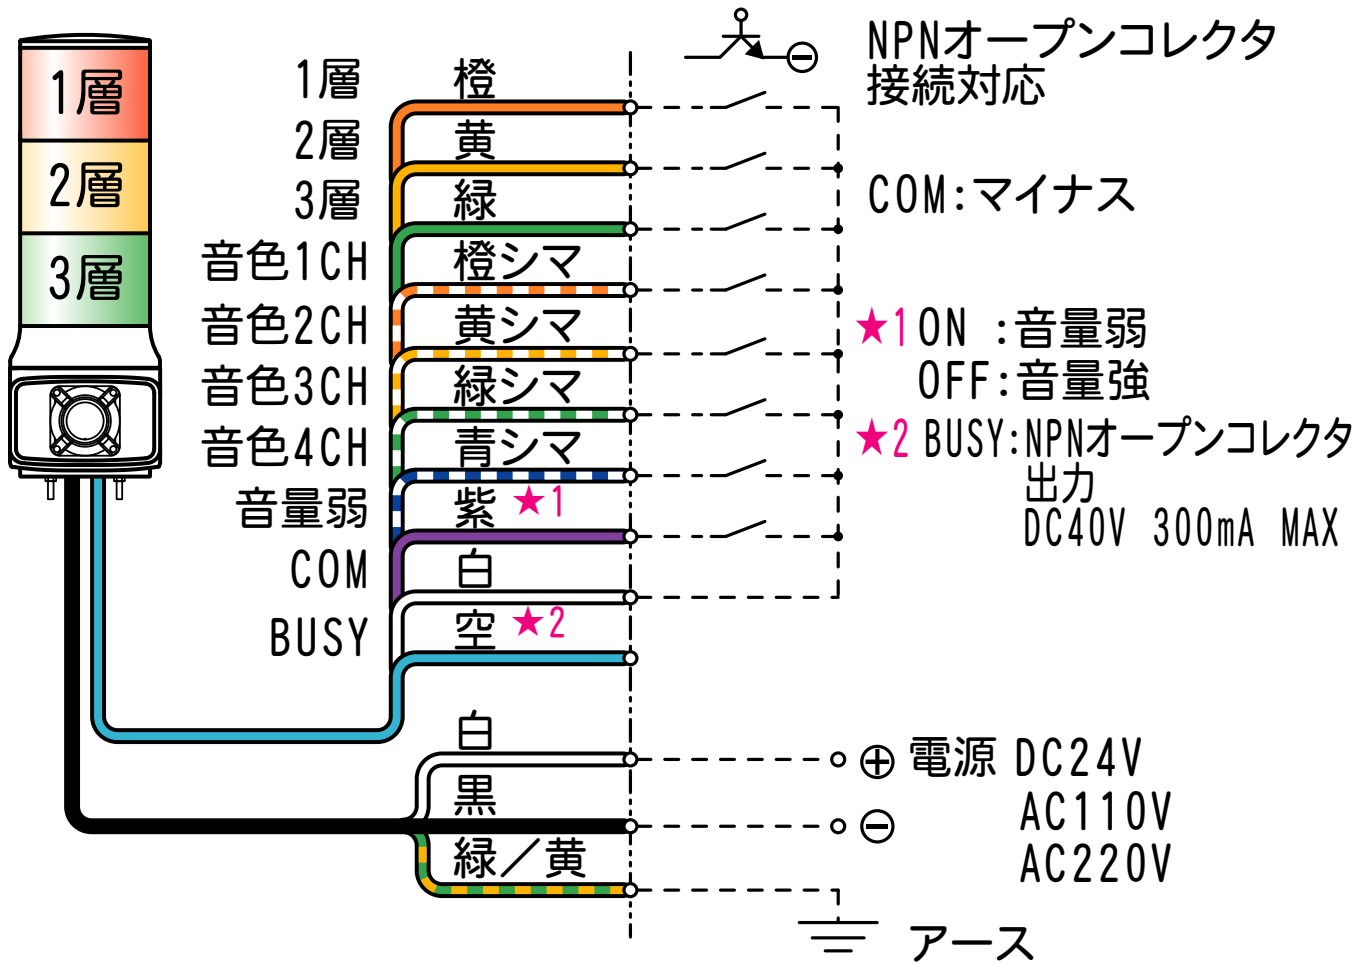 1層
2層
3層
1層 橙
2層 黄
3層 緑
音色1CH 橙シマ
音色2CH 黄シマ
音色3CH 緑シマ
音色4CH 青シマ
音量弱 紫 ★1
COM 白
BUSY 空 ★2
白
黒
緑／黄
NPNオープンコレクタ
接続対応
COM:マイナス
★1 ON :音量弱
OFF:音量強
★2 BUSY:NPNオープンコレクタ
出力
DC40V 300mA MAX
⊕ 電源 DC24V
⊖ AC110V
AC220V
アース